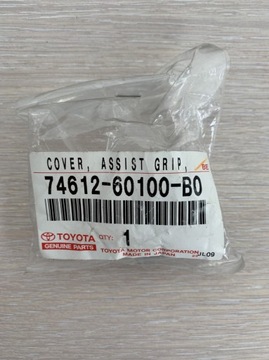 COVER, ASSIST GRIP,
74612-60100-B0
TOYOTA
GENUINE PARTS
QTY.
1
TOYOTA MOTOR CORPORATION
MADE IN JAPAN